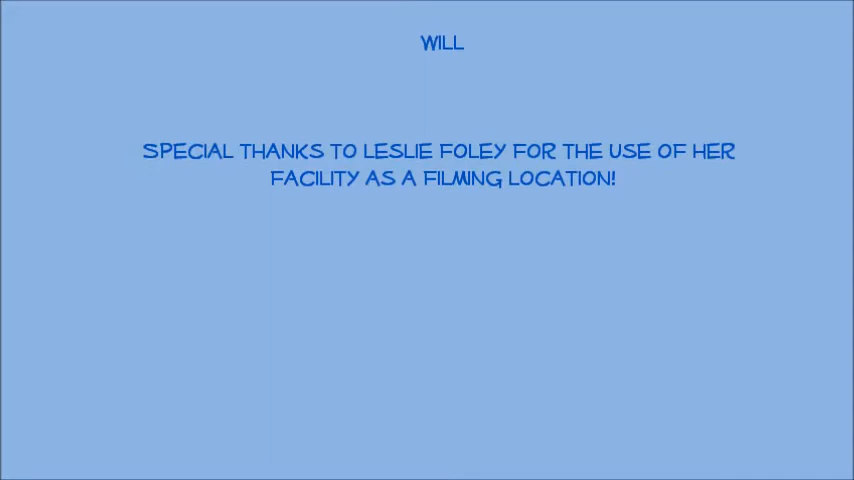 WILL
SPECIAL THANKS TO LESLIE FOLEY FOR THE USE OF HER
FACILITY AS A FILMING LOCATION!